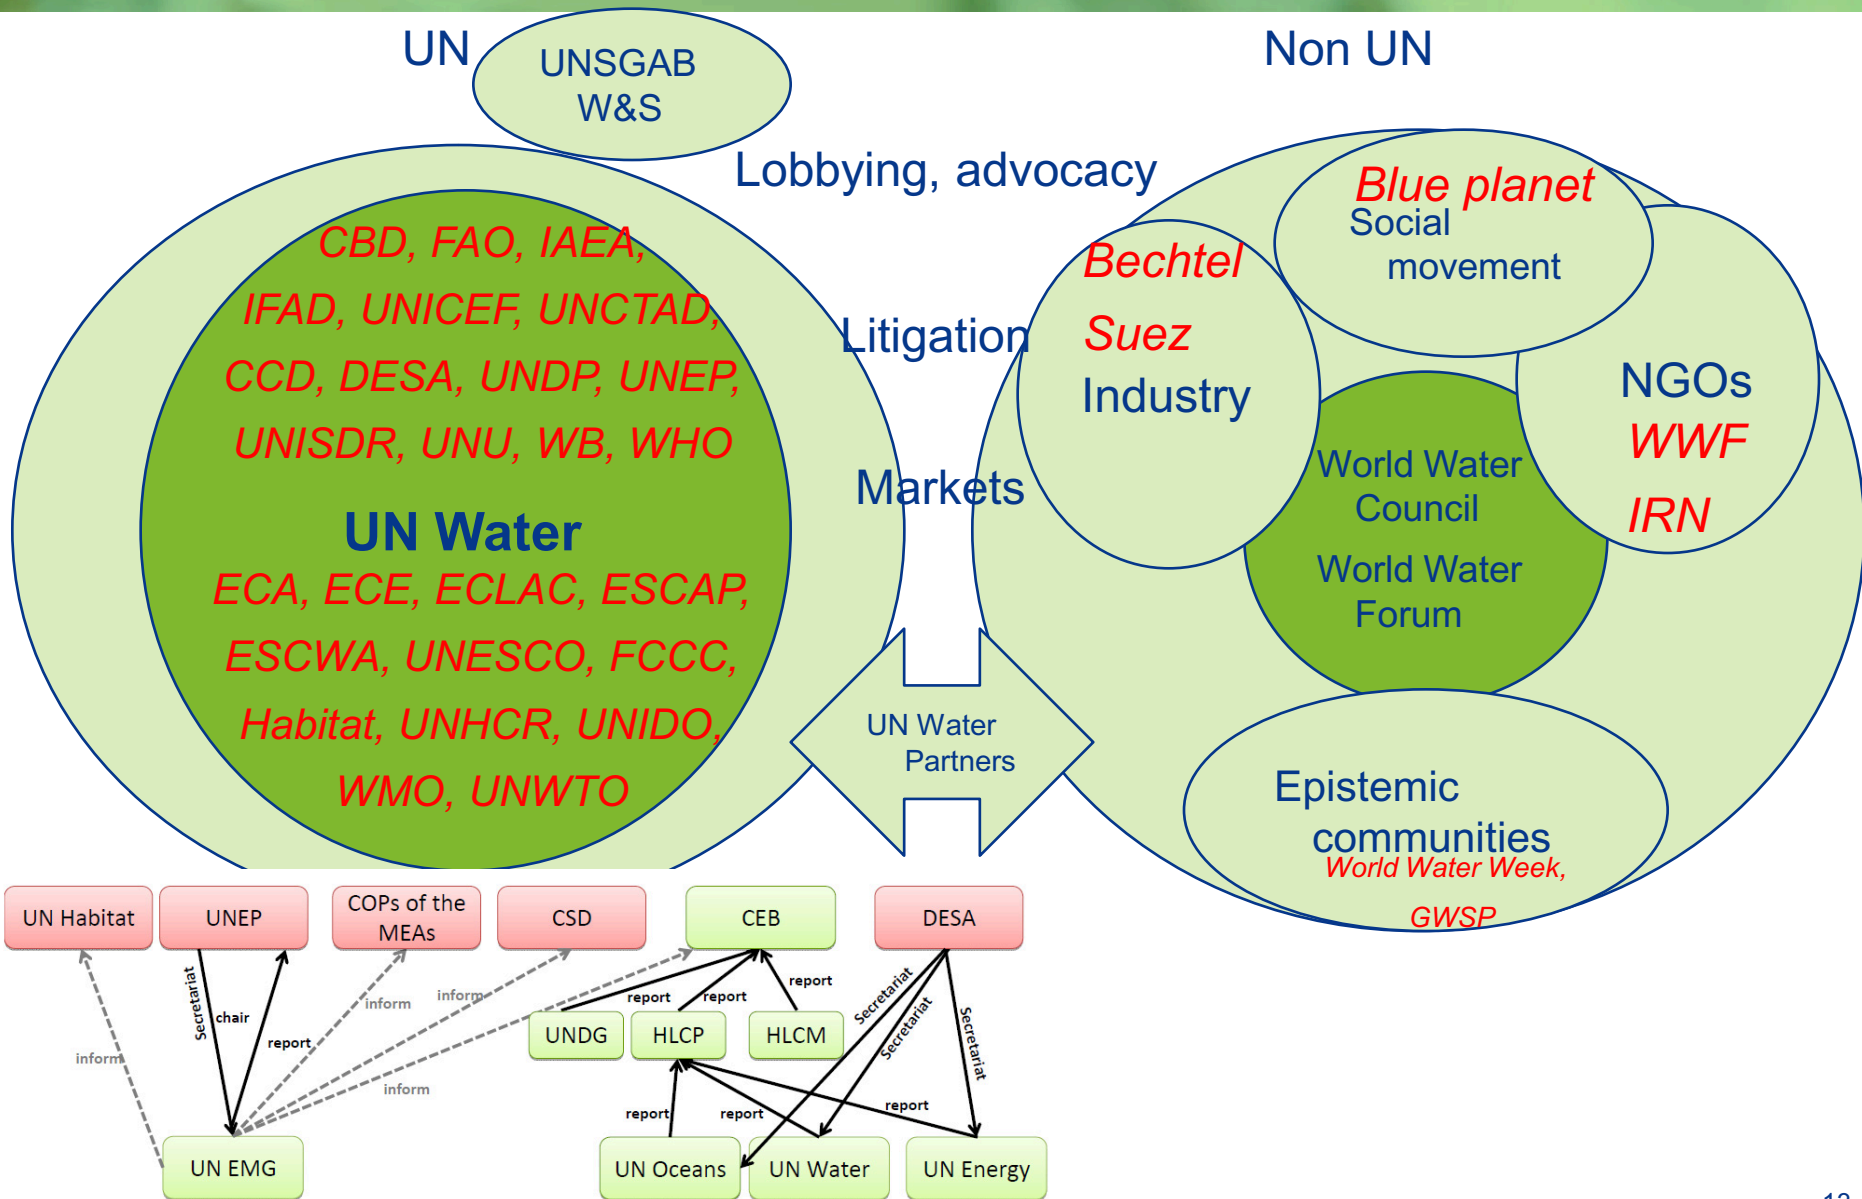 UN
UNSGAB
W&S
Non UN
Lobbying, advocacy
Litigation
Markets
CBD, FAO, IAEA,
IFAD, UNICEF, UNCTAD,
CCD, DESA, UNDP, UNEP,
UNISDR, UNU, WB, WHO
UN Water
ECA, ECE, ECLAC, ESCAP,
ESCWA, UNESCO, FCCC,
Habitat, UNHCR, UNIDO,
WMO, UNWTO
Blue planet
Social
movement
Bechtel
Suez
Industry
NGOs
WWF
IRN
World Water
Council
World Water
Forum
UN Water
Partners
Epistemic
communities
World Water Week,
GWSP
UN Habitat
UNEP
COPs of the
MEAs
CSD
CEB
DESA
Secretariat
chair
report
inform
inform
inform
inform
report
report
report
Secretariat
Secretariat
Secretariat
UNDG
HLCP
HLCM
report
report
report
UN EMG
UN Oceans
UN Water
UN Energy